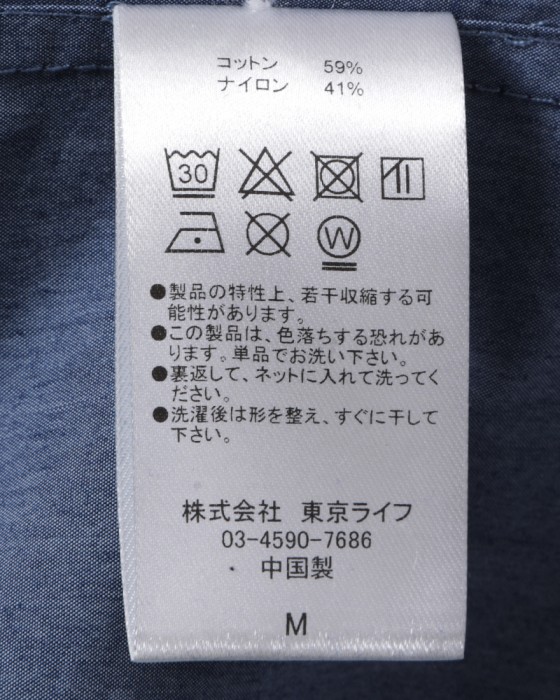 コットン 59%
ナイロン 41%
30
W
●製品の特性上、若干収縮する可
能性があります。
●この製品は、色落ちする恐れがあ
ります。単品でお洗い下さい。
●裏返して、ネットに入れて洗ってく
ださい。
●洗濯後は形を整え、すぐに干して
下さい。
株式会社 東京ライフ
03-4590-7686
中国製
M